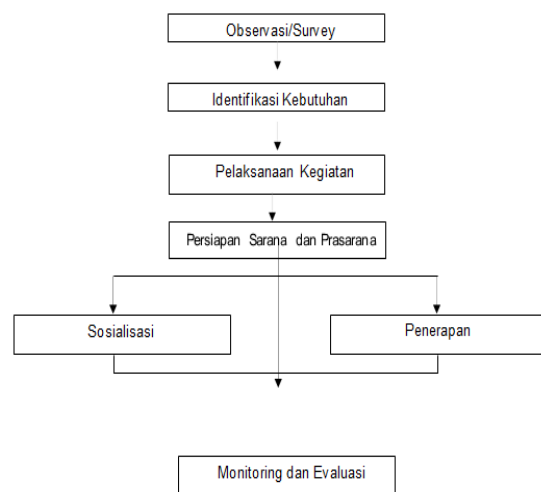 Observasi/Survey
Identifikasi Kebutuhan
Pelaksanaan Kegiatan
Persiapan Sarana dan Prasarana
Sosialisasi
Penerapan
Monitoring dan Evaluasi